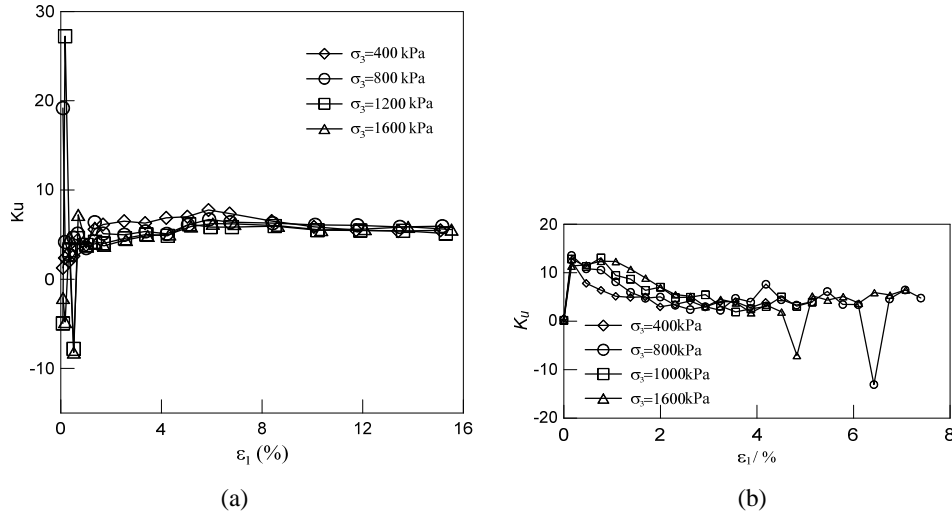 30
20
10
0
-10
Ku
σ3=400 kPa
σ3=800 kPa
σ3=1200 kPa
σ3=1600 kPa
0 4 8 12 16
ε1 (%)
(a)
20
10
0
-10
-20
Ku
σ3=400kPa
σ3=800kPa
σ3=1000kPa
σ3=1600kPa
0 2 4 6 8
ε1/ %
(b)